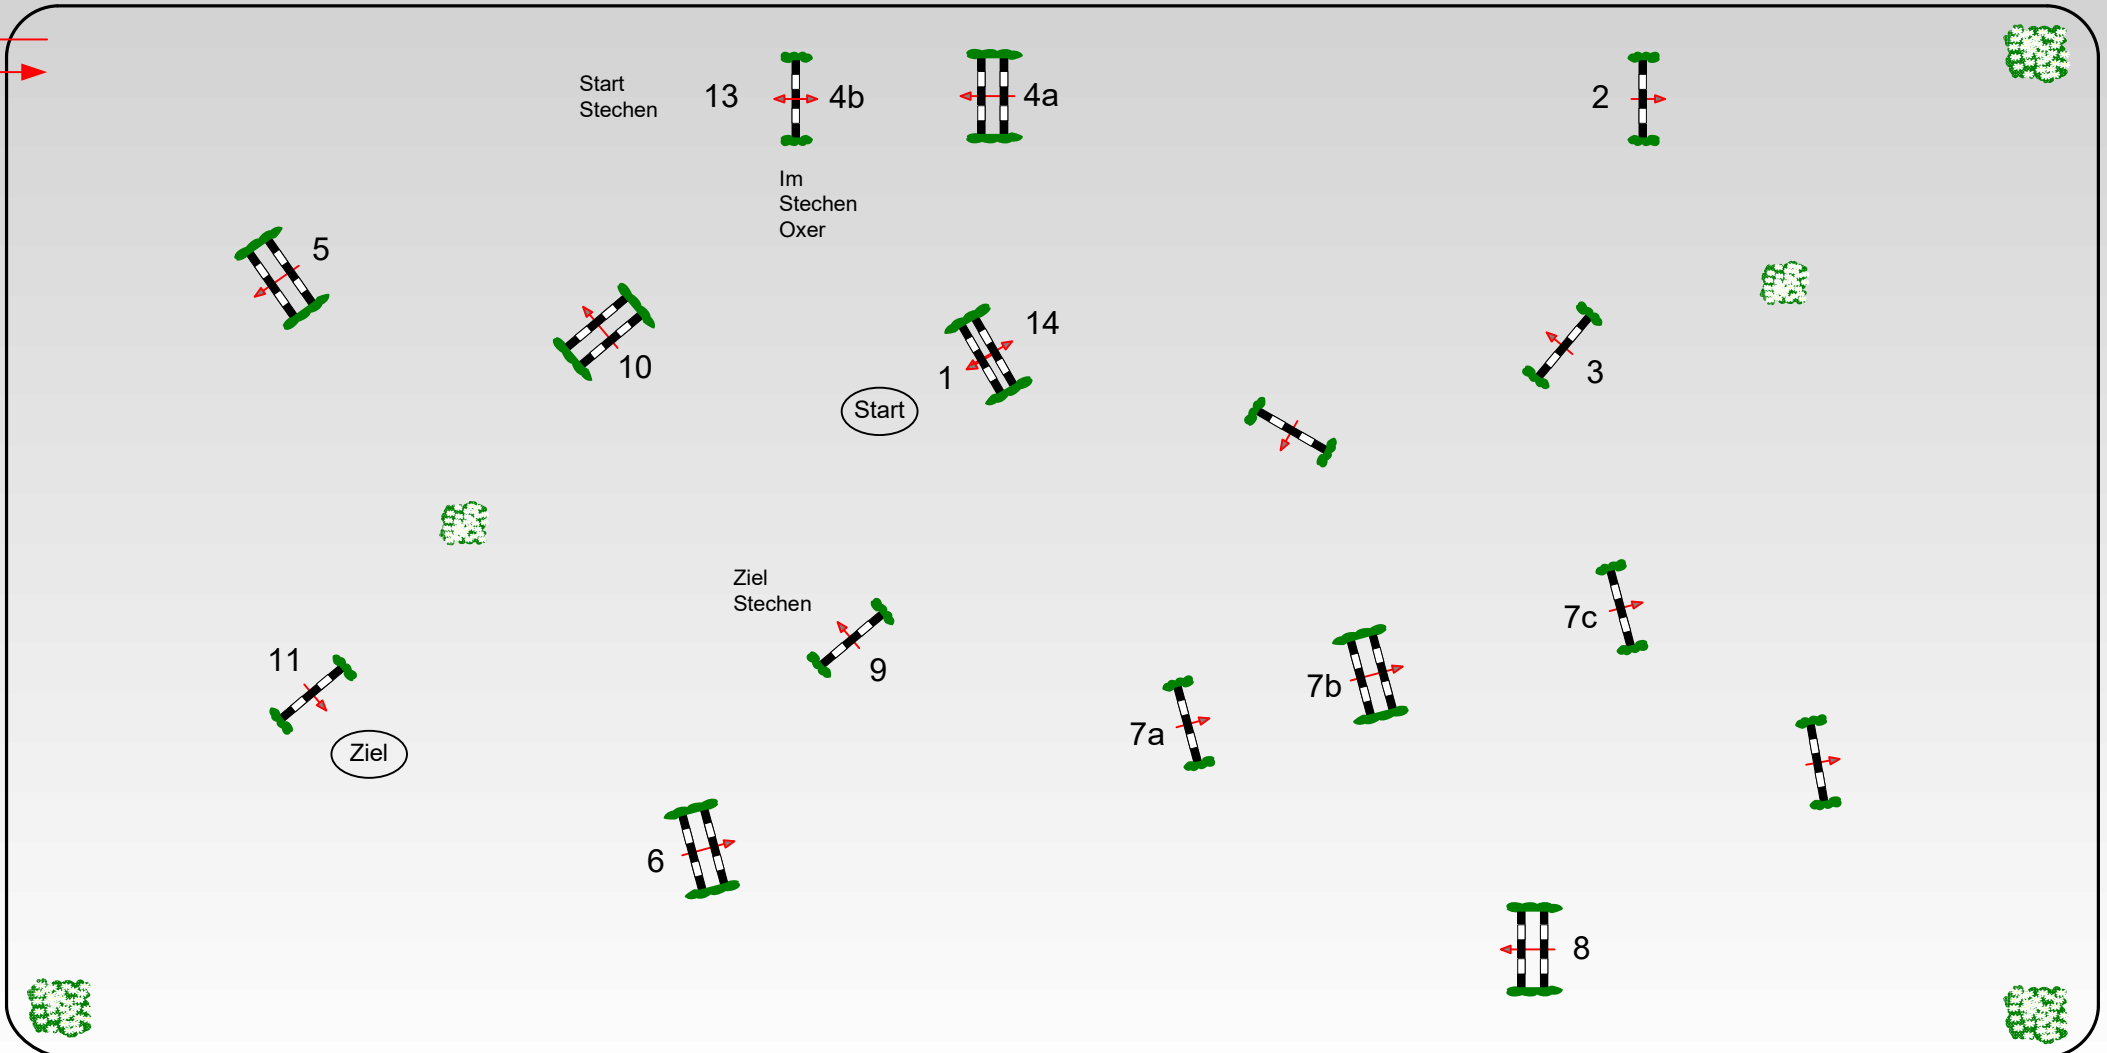 Start
Stechen
13
4b
4a
2
Im
Stechen
Oxer
5
10
14
1
Start
3
Ziel
Stechen
7c
11
9
7b
7a
Ziel
6
8